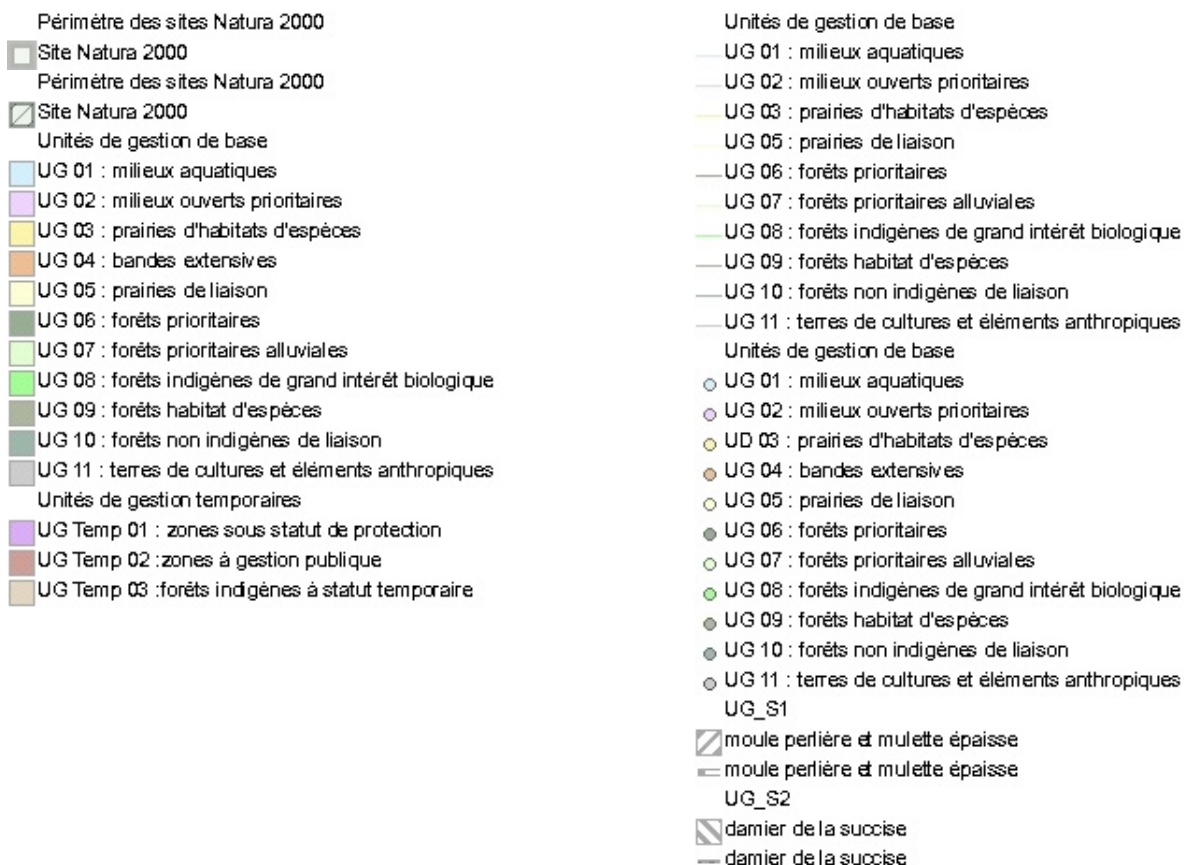 Périmètre des sites Natura 2000
Site Natura 2000
Périmètre des sites Natura 2000
Site Natura 2000
Unités de gestion de base
UG 01 : milieux aquatiques
UG 02 : milieux ouverts prioritaires
UG 03 : prairies d'habitats d'espèces
UG 04 : bandes extensives
UG 05 : prairies de liaison
UG 06 : forêts prioritaires
UG 07 : forêts prioritaires alluviales
UG 08 : forêts indigènes de grand intérêt biologique
UG 09 : forêts habitat d'espèces
UG 10 : forêts non indigènes de liaison
UG 11 : terres de cultures et éléments anthropiques
Unités de gestion temporaires
UG Temp 01 : zones sous statut de protection
UG Temp 02 :zones à gestion publique
UG Temp 03 :forêts indigènes à statut temporaire
Unités de gestion de base
UG 01 : milieux aquatiques
UG 02 : milieux ouverts prioritaires
UG 03 : prairies d'habitats d'espèces
UG 05 : prairies de liaison
UG 06 : forêts prioritaires
UG 07 : forêts prioritaires alluviales
UG 08 : forêts indigènes de grand intérêt biologique
UG 09 : forêts habitat d'espèces
UG 10 : forêts non indigènes de liaison
UG 11 : terres de cultures et éléments anthropiques
Unités de gestion de base
UG 01 : milieux aquatiques
UG 02 : milieux ouverts prioritaires
UD 03 : prairies d'habitats d'espèces
UG 04 : bandes extensives
UG 05 : prairies de liaison
UG 06 : forêts prioritaires
UG 07 : forêts prioritaires alluviales
UG 08 : forêts indigènes de grand intérêt biologique
UG 09 : forêts habitat d'espèces
UG 10 : forêts non indigènes de liaison
UG 11 : terres de cultures et éléments anthropiques
UG_S1
moule perlière et mulette épaisse
moule perlière et mulette épaisse
UG_S2
damier de la succise
damier de la succise